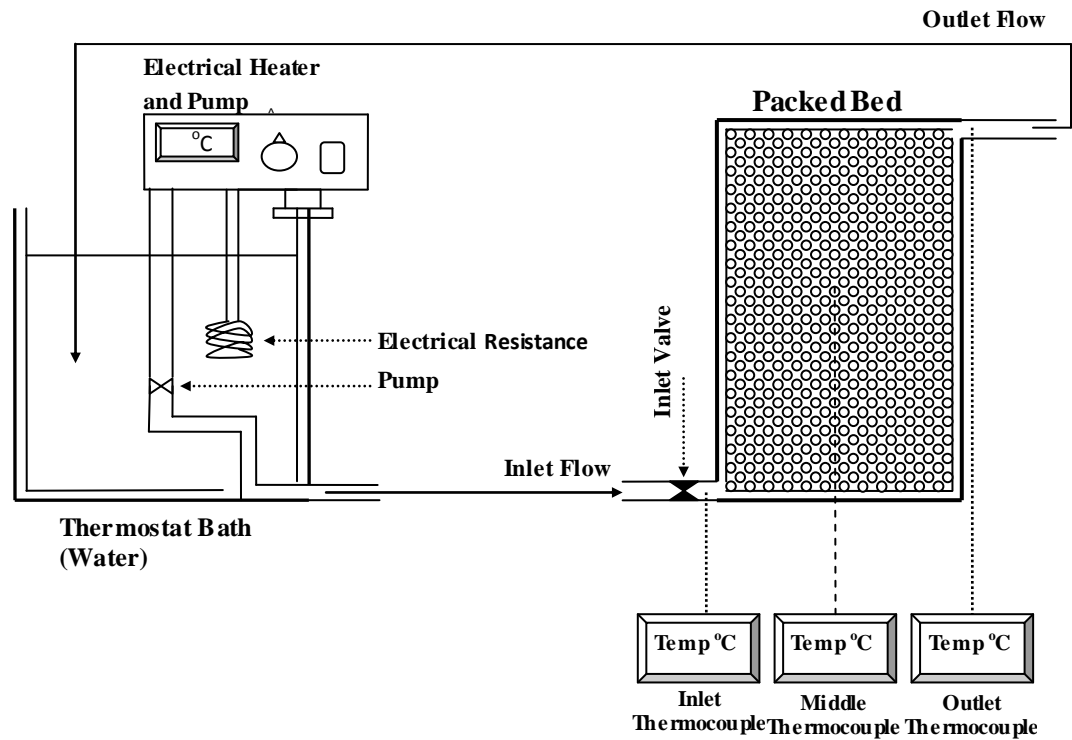 Outlet Flow
Electrical Heater
and Pump
Packed Bed
°C
Inlet Valve
Electrical Resistance
Pump
Inlet Flow
Thermostat Bath
(Water)
Temp °C
Temp °C
Temp °C
Inlet
Thermocouple
Middle
Thermocouple
Outlet
Thermocouple